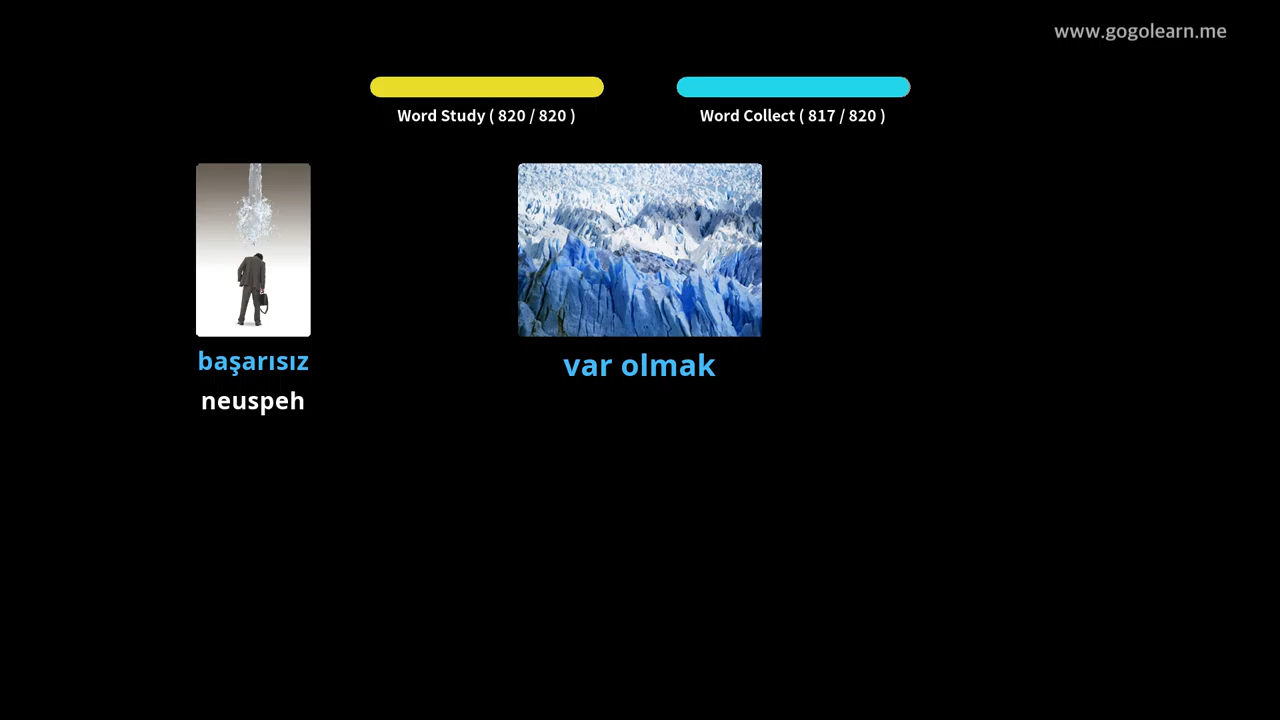 www.gogolearn.me
Word Study ( 820 / 820 )
Word Collect ( 817 / 820 )
başarısız
neuspeh
var olmak